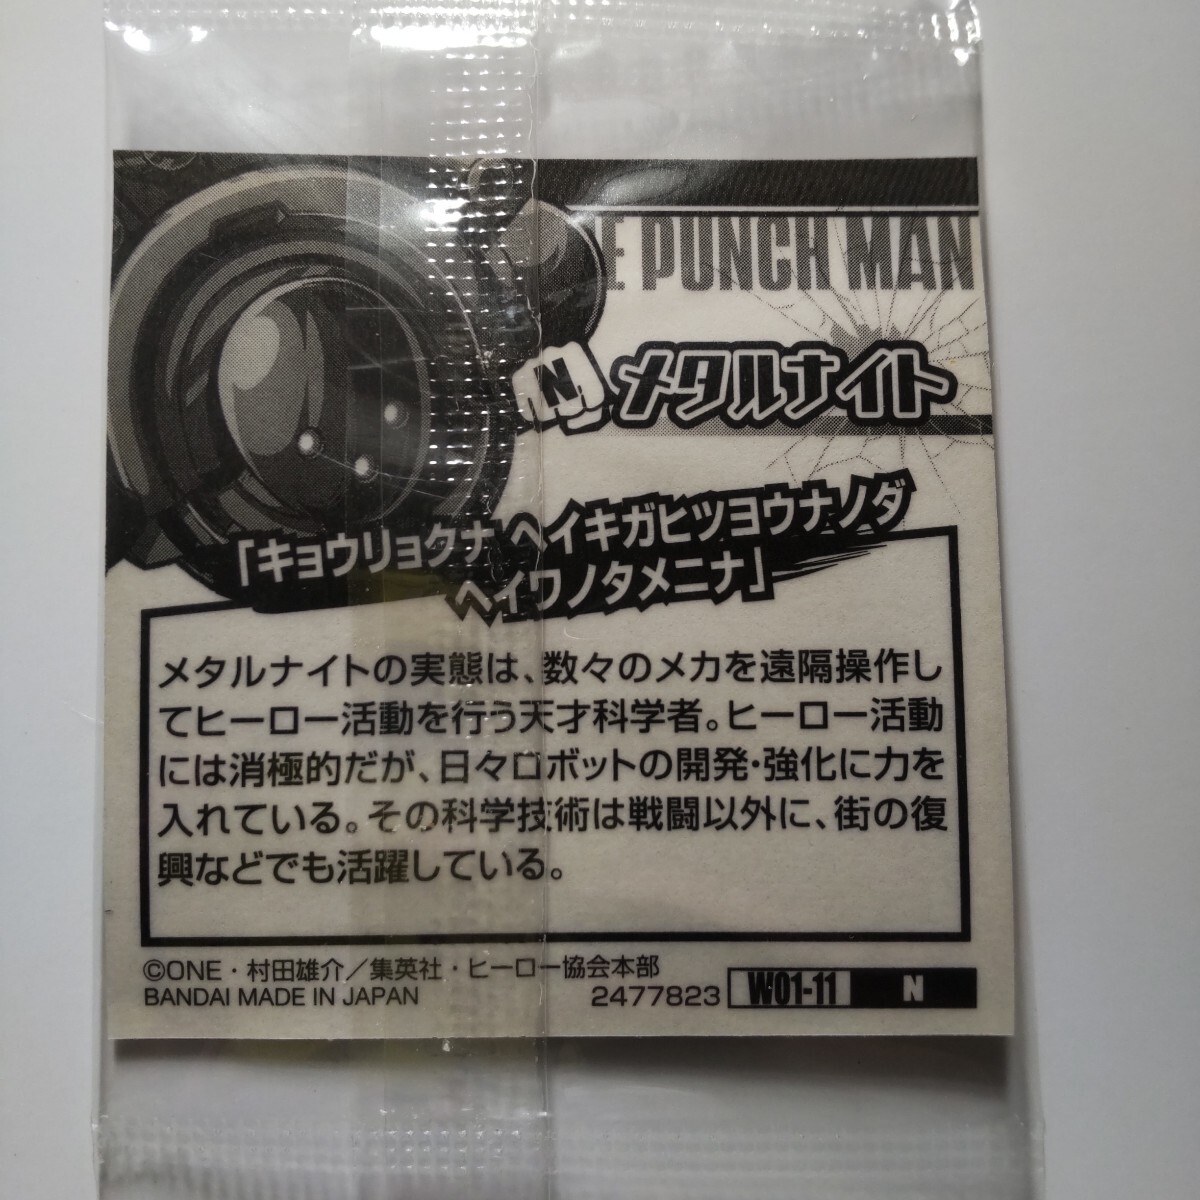 E PUNCH MAN
N メタルナイト
「キョウリョクナ ヘイキガヒツヨウナノダ
ヘイワノタメニナ」
メタルナイトの実態は、数々のメカを遠隔操作し
てヒーロー活動を行う天才科学者。ヒーロー活動
には消極的だが、日々ロボットの開発・強化に力を
入れている。その科学技術は戦闘以外に、街の復
興などでも活躍している。
©ONE・村田雄介／集英社・ヒーロー協会本部
BANDAI MADE IN JAPAN 2477823 W01-11 N